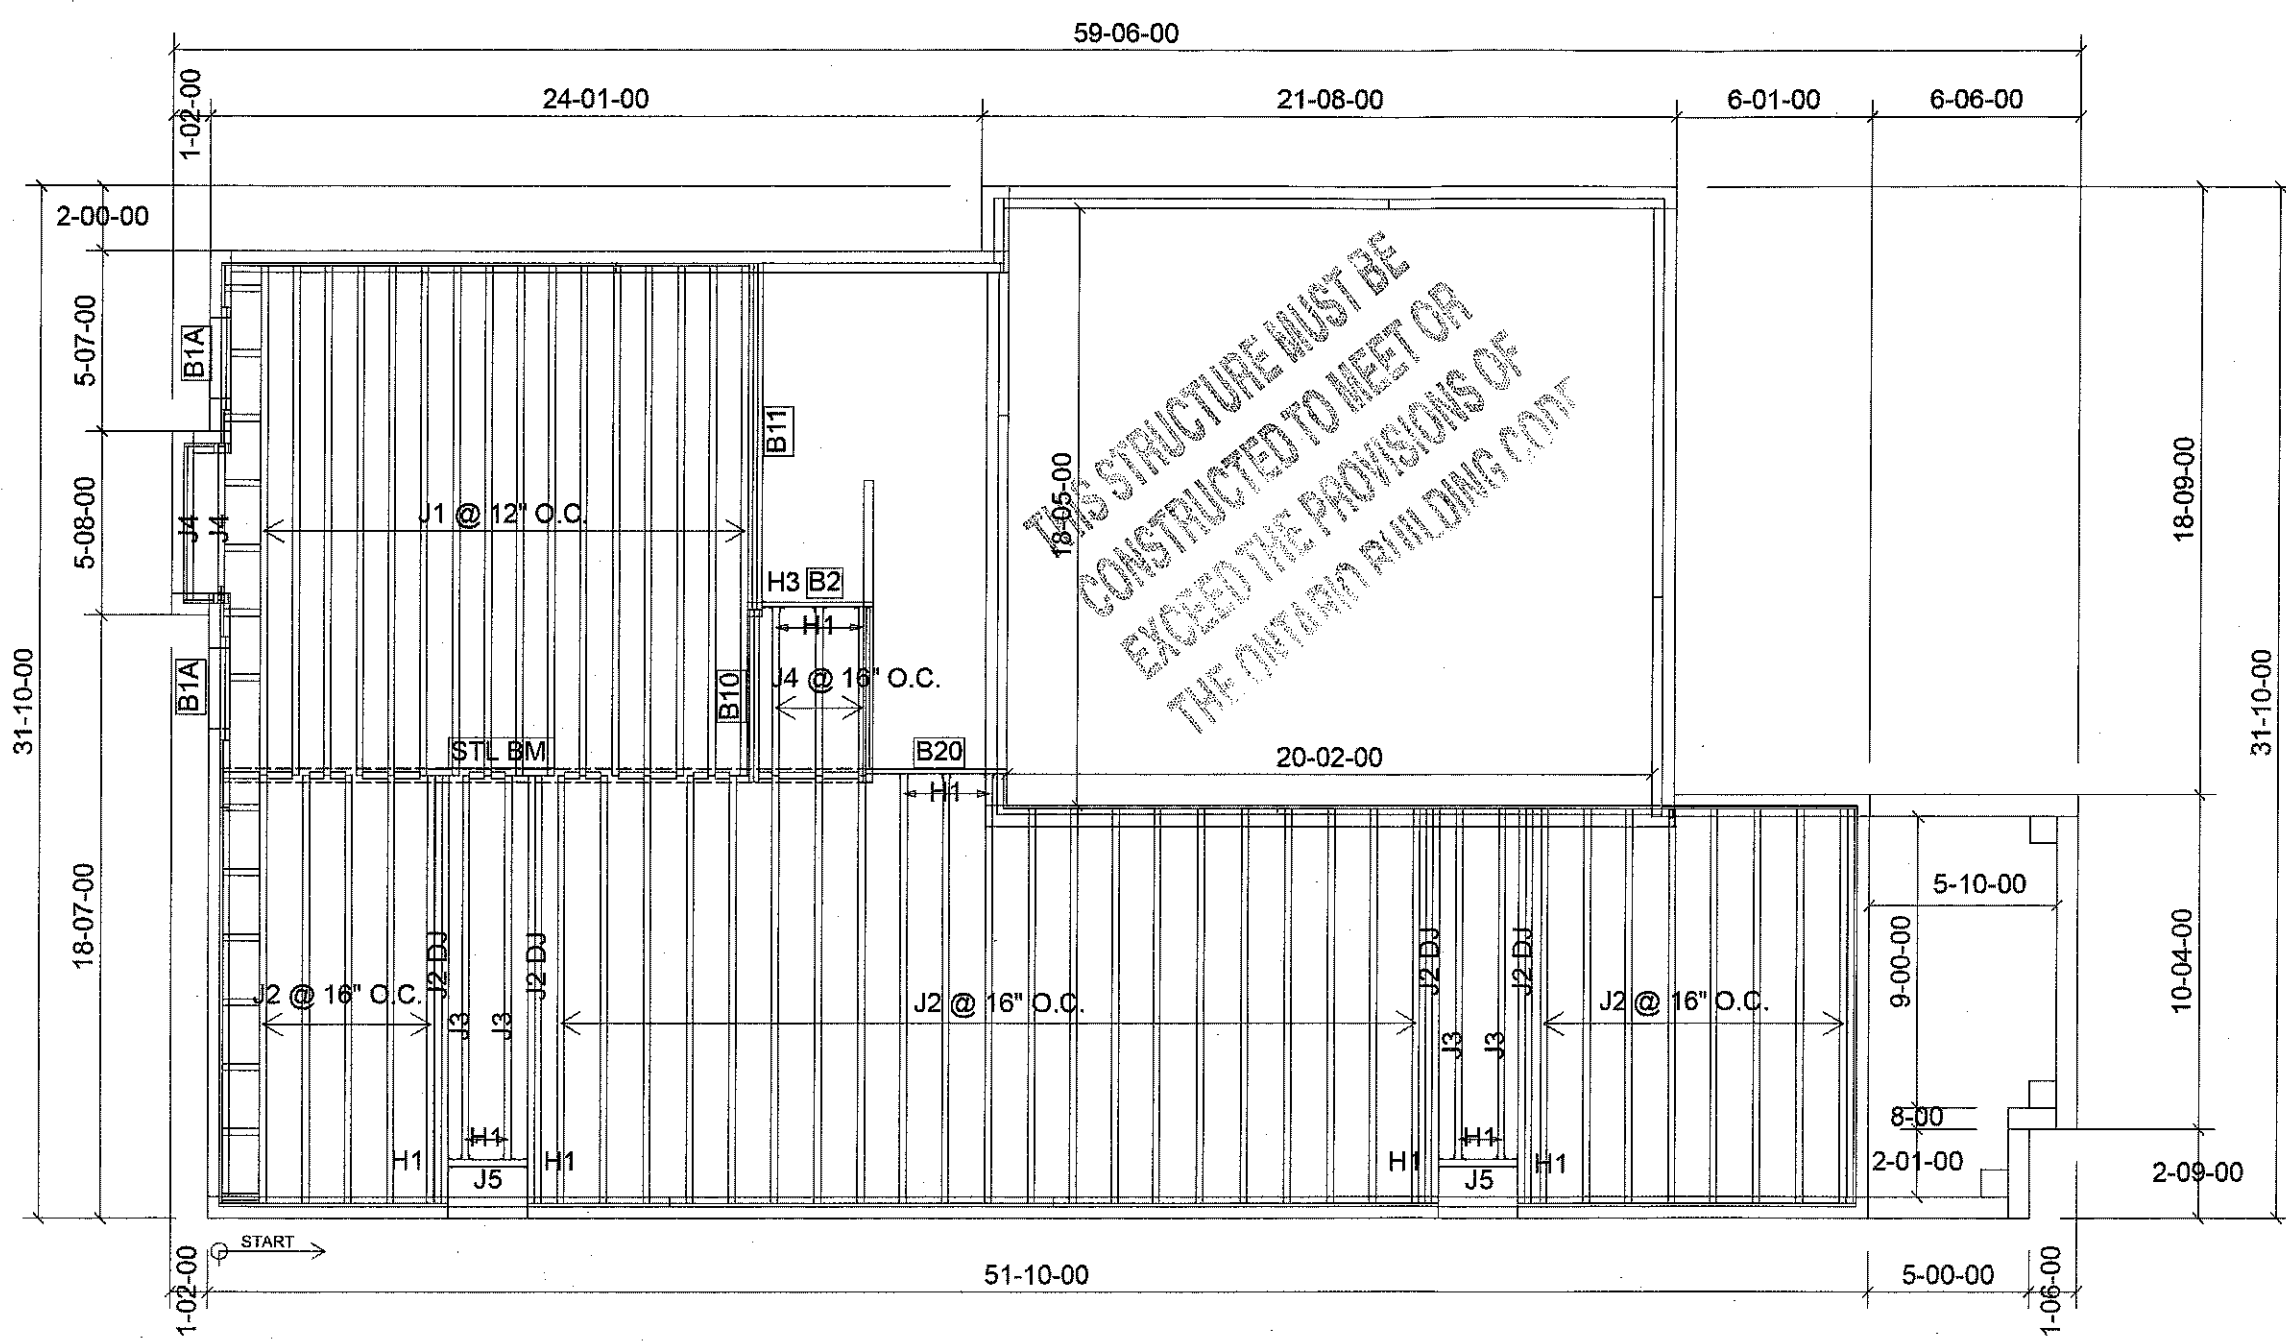 59-06-00
24-01-00
21-08-00
6-01-00
6-06-00
1-02-00
2-00-00
5-07-00
B1A
B11
THIS STRUCTURE MUST BE
CONSTRUCTED TO MEET OR
EXCEED THE PROVISIONS OF
THE ONTARIO BUILDING CODE
18-05-00
18-09-00
5-08-00
J4
J4
J1 @ 12" O.C.
H3 B2
H1
J4 @ 16" O.C.
B1A
B10
31-10-00
31-10-00
STL BM
B20
H1
20-02-00
18-07-00
5-10-00
9-00-00
10-04-00
J2 DJ
J2 DJ
J2 DJ
J2 DJ
J2 @ 16" O.C.
J2 @ 16" O.C.
J2 @ 16" O.C.
J3
J3
J3
J3
8-00
H1
H1
H1
H1
H1
H1
J5
J5
2-01-00
2-09-00
START
1-02-00
51-10-00
5-00-00
1-06-00